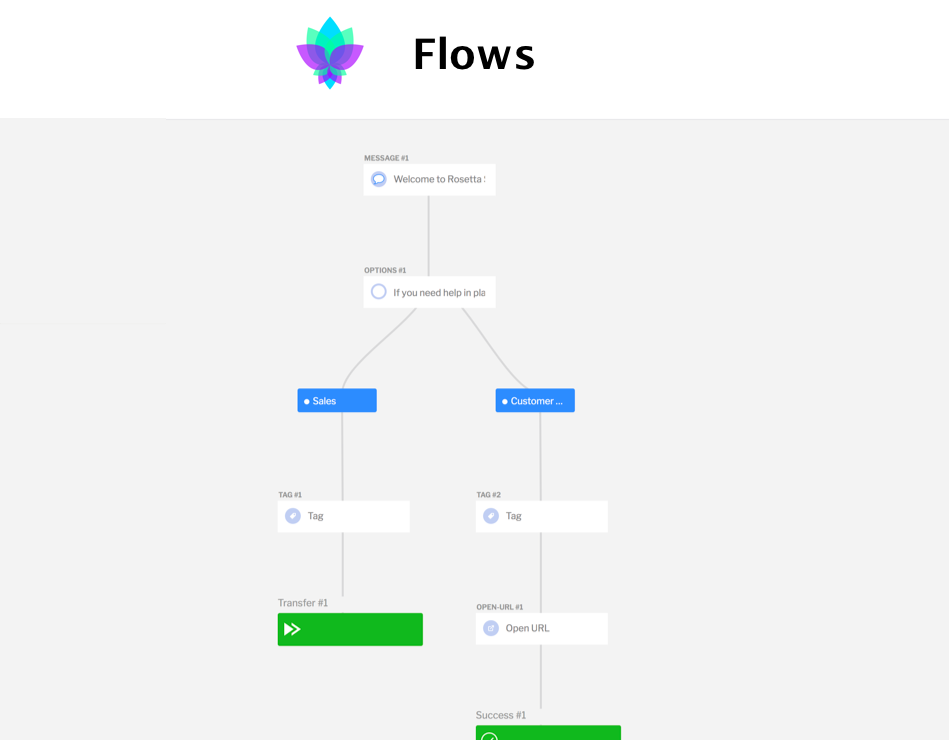 Flows
MESSAGE #1
Welcome to Rosetta
OPTIONS #1
If you need help in pla
Sales
Customer ...
TAG #1
Tag
TAG #2
Tag
Transfer #1
OPEN-URL #1
Open URL
Success #1